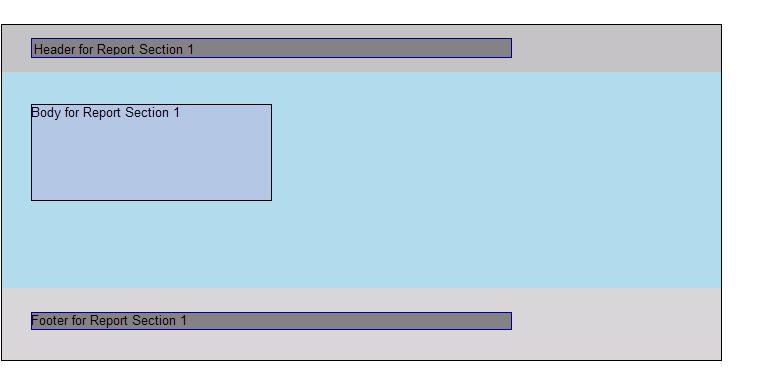 Header for Report Section 1
Body for Report Section 1
Footer for Report Section 1